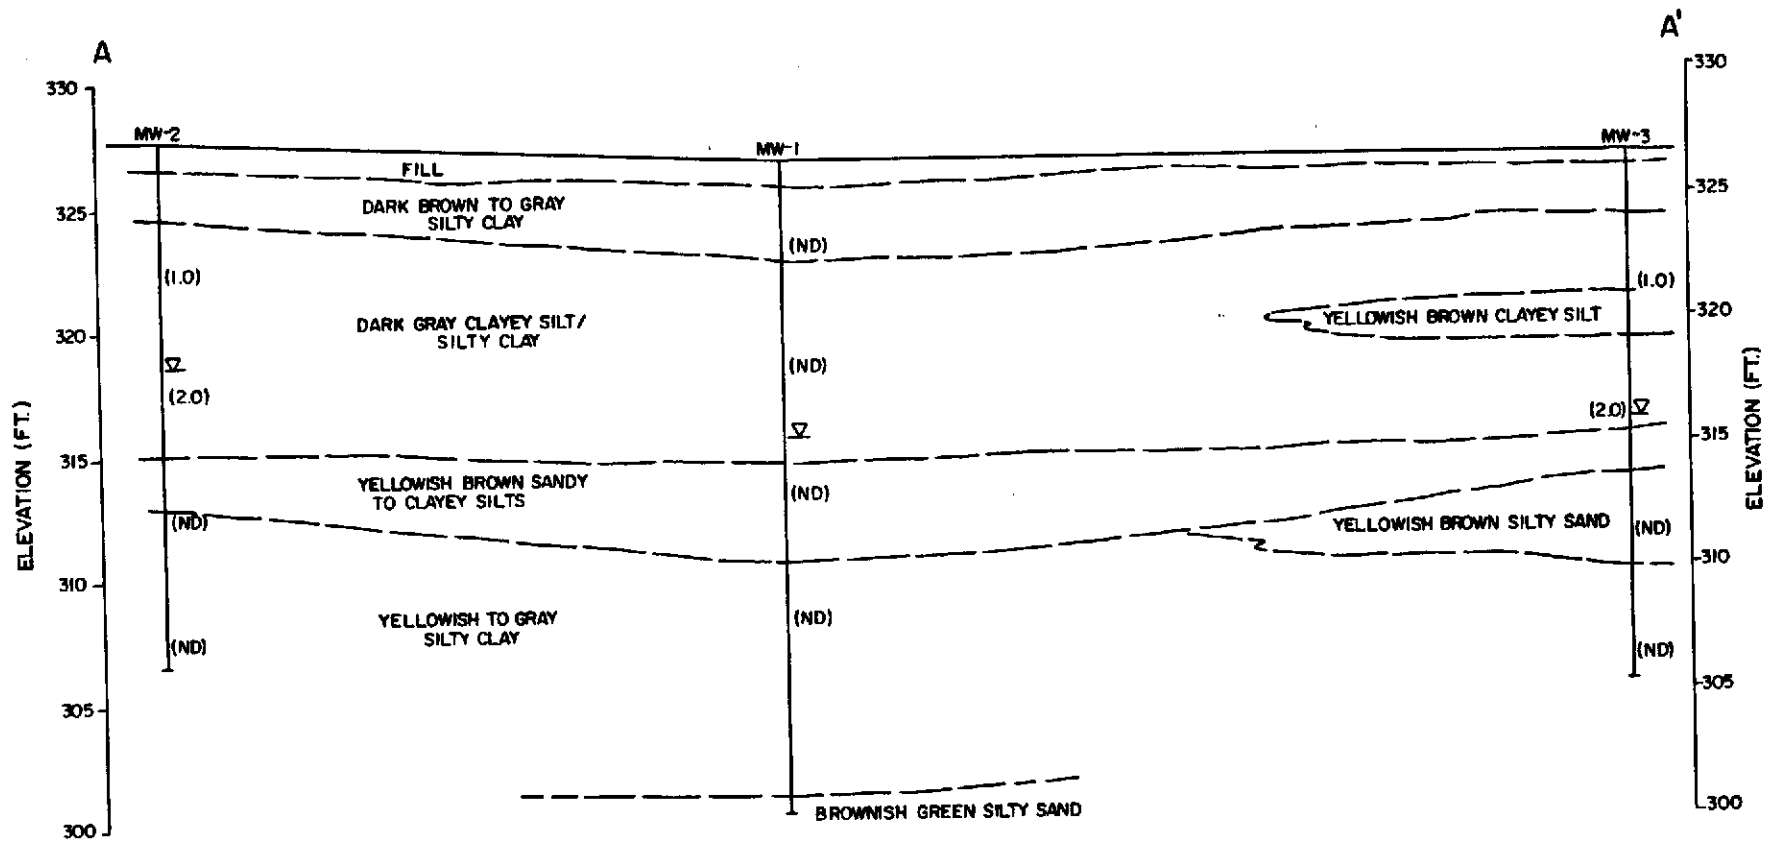 A
A'
330
330
MW-2
MW-1
MW-3
FILL
325
325
DARK BROWN TO GRAY
SILTY CLAY
(ND)
(1.0)
(1.0)
320
320
DARK GRAY CLAYEY SILT/
SILTY CLAY
YELLOWISH BROWN CLAYEY SILT
(ND)
(2.0)
(2.0)
ELEVATION (FT.)
ELEVATION (FT.)
315
315
YELLOWISH BROWN SANDY
TO CLAYEY SILTS
(ND)
(ND)
YELLOWISH BROWN SILTY SAND
(ND)
310
310
YELLOWISH TO GRAY
SILTY CLAY
(ND)
(ND)
(ND)
305
305
BROWNISH GREEN SILTY SAND
300
300